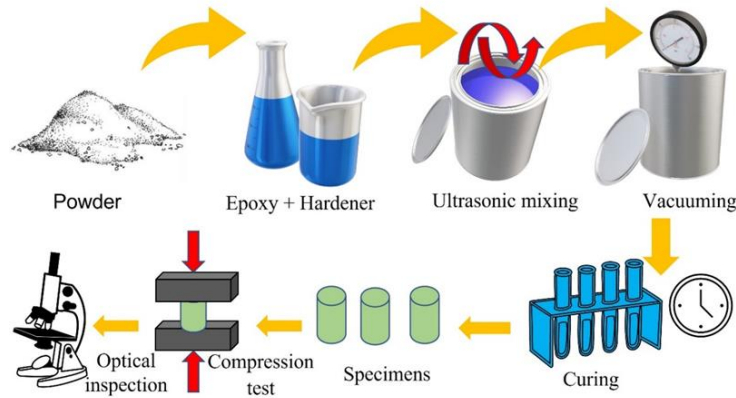 Powder
Epoxy + Hardener
Ultrasonic mixing
Vacuuming
Optical
inspection
Compression
test
Specimens
Curing